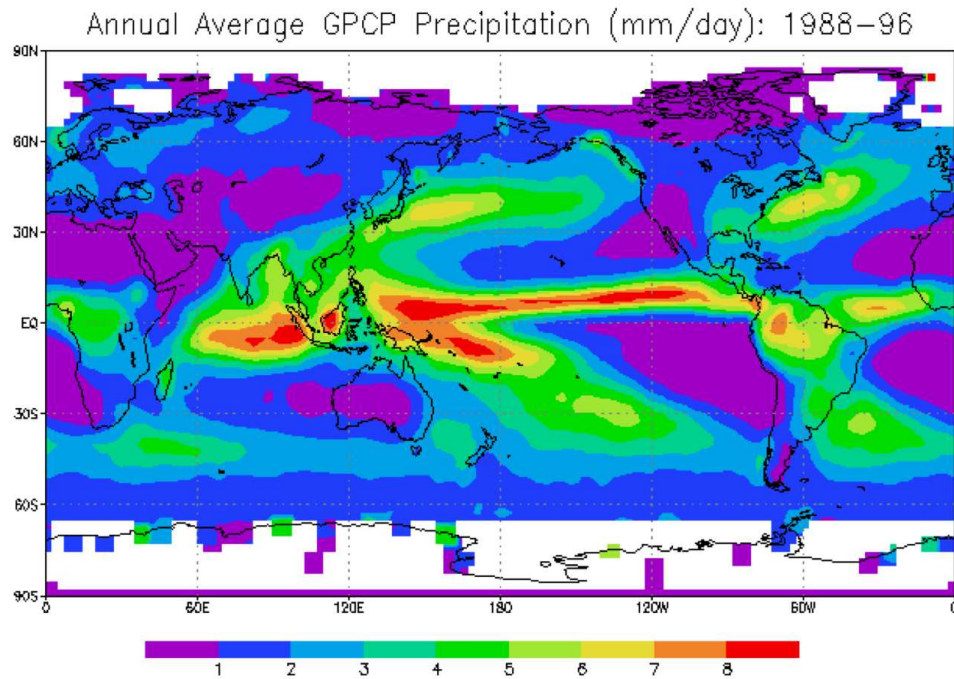 Annual Average GPCP Precipitation (mm/day): 1988-96
90N
60N
30N
EQ
30S
60S
90S
0 60E 120E 180 120W 60W 0
1 2 3 4 5 6 7 8